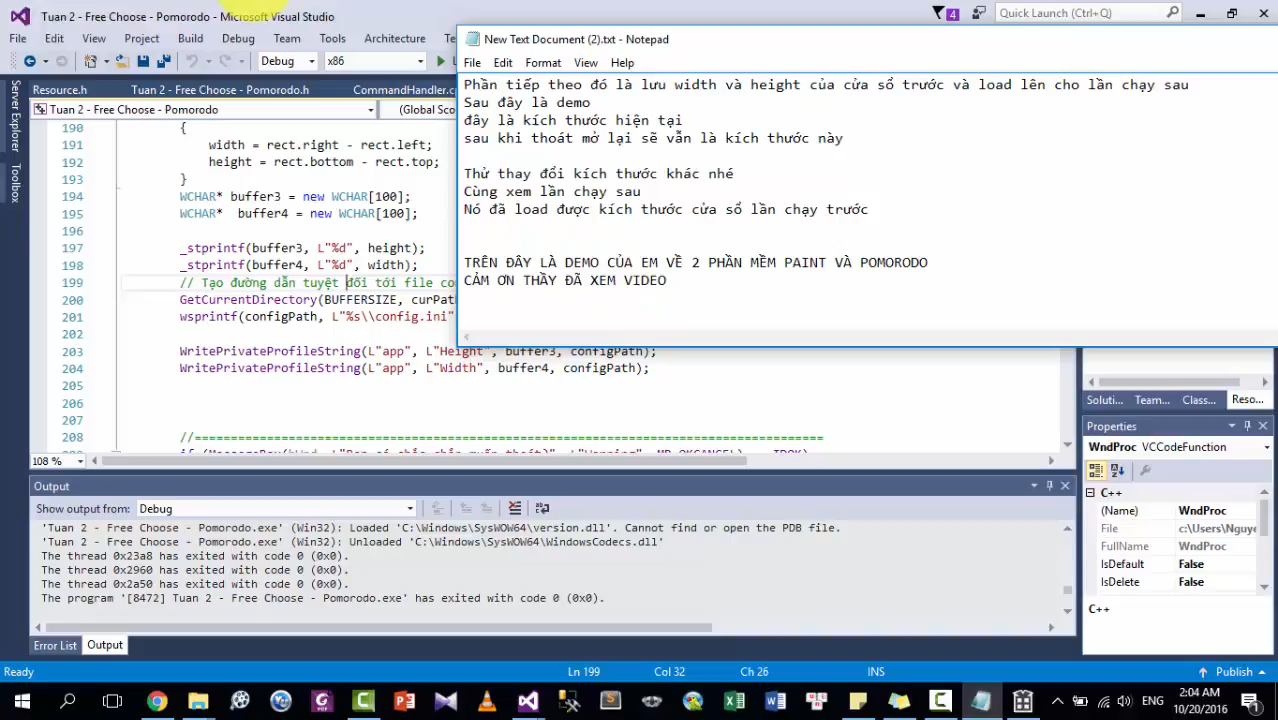 Tuan 2 - Free Choose - Pomorodo - Microsoft Visual Studio
4
Quick Launch (Ctrl+Q)
File Edit View Project Build Debug Team Tools Architecture
Debug x86
Resource.h Tuan 2 - Free Choose - Pomorodo.h CommandHandler.cp
Tuan 2 - Free Choose - Pomorodo (Global Sco
Server Explorer
Toolbox
190 {
191 width = rect.right - rect.left;
192 height = rect.bottom - rect.top;
193 }
194 WCHAR* buffer3 = new WCHAR[100];
195 WCHAR* buffer4 = new WCHAR[100];
196
197 _stprintf(buffer3, L"%d", height);
198 _stprintf(buffer4, L"%d", width);
199 // Tạo đường dẫn tuyệt đối tới file co
200 GetCurrentDirectory(BUFFERSIZE, curPath
201 wsprintf(configPath, L"%s\\config.ini"
202
203 WritePrivateProfileString(L"app", L"Height", buffer3, configPath);
204 WritePrivateProfileString(L"app", L"Width", buffer4, configPath);
205
206
207
208 //=====================================================================================
108 %
New Text Document (2).txt - Notepad
File Edit Format View Help
Phần tiếp theo đó là lưu width và height của cửa sổ trước và load lên cho lần chạy sau
Sau đây là demo
đây là kích thước hiện tại
sau khi thoát mở lại sẽ vẫn là kích thước này
Thử thay đổi kích thước khác nhé
Cùng xem lần chạy sau
Nó đã load được kích thước cửa sổ lần chạy trước
TRÊN ĐÂY LÀ DEMO CỦA EM VỀ 2 PHẦN MỀM PAINT VÀ POMORODO
CẢM ƠN THẦY ĐÃ XEM VIDEO
Soluti... Team... Class... Reso...
Properties
WndProc VCCodeFunction
C++
(Name) WndProc
File c:\Users\Nguye
FullName WndProc
IsDefault False
IsDelete False
C++
Output
Show output from: Debug
'Tuan 2 - Free Choose - Pomorodo.exe' (Win32): Loaded 'C:\Windows\SysWOW64\version.dll'. Cannot find or open the PDB file.
'Tuan 2 - Free Choose - Pomorodo.exe' (Win32): Unloaded 'C:\Windows\SysWOW64\WindowsCodecs.dll'
The thread 0x23a8 has exited with code 0 (0x0).
The thread 0x2960 has exited with code 0 (0x0).
The thread 0x2a50 has exited with code 0 (0x0).
The program '[8472] Tuan 2 - Free Choose - Pomorodo.exe' has exited with code 0 (0x0).
Error List Output
Ready Ln 199 Col 32 Ch 26 INS Publish
ENG 2:04 AM
10/20/2016